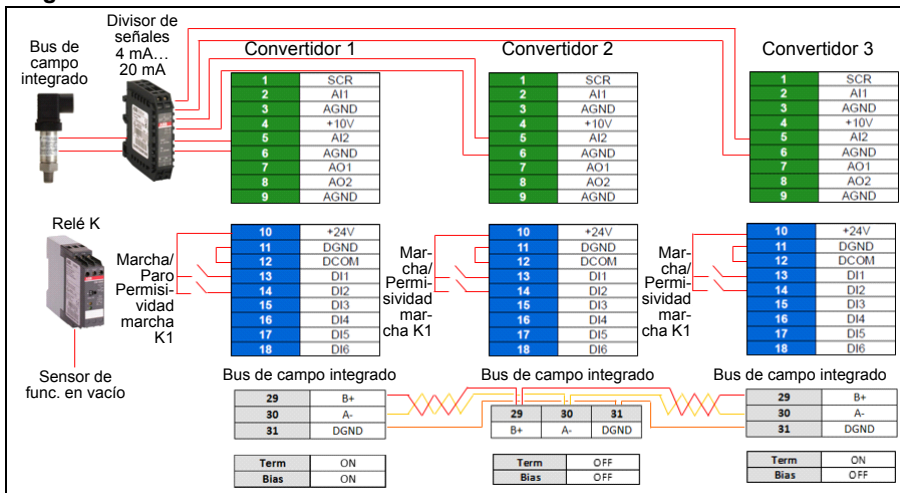 Bus de
campo
integrado
Divisor de
señales
4 mA…
20 mA
Convertidor 1
Convertidor 2
Convertidor 3
1 SCR
2 AI1
3 AGND
4 +10V
5 AI2
6 AGND
7 AO1
8 AO2
9 AGND
1 SCR
2 AI1
3 AGND
4 +10V
5 AI2
6 AGND
7 AO1
8 AO2
9 AGND
1 SCR
2 AI1
3 AGND
4 +10V
5 AI2
6 AGND
7 AO1
8 AO2
9 AGND
Relé K
Sensor de
func. en vacío
Marcha/
Paro
Permisi-
vidad
marcha
K1
10 +24V
11 DGND
12 DCOM
13 DI1
14 DI2
15 DI3
16 DI4
17 DI5
18 DI6
Mar-
cha/
Permi-
sividad
mar-
cha K1
10 +24V
11 DGND
12 DCOM
13 DI1
14 DI2
15 DI3
16 DI4
17 DI5
18 DI6
Mar-
cha/
Permi-
sividad
mar-
cha K1
10 +24V
11 DGND
12 DCOM
13 DI1
14 DI2
15 DI3
16 DI4
17 DI5
18 DI6
Bus de campo integrado
29 B+
30 A-
31 DGND
Term ON
Bias ON
Bus de campo integrado
29 30 31
B+ A- DGND
Term OFF
Bias OFF
Bus de campo integrado
29 B+
30 A-
31 DGND
Term ON
Bias OFF